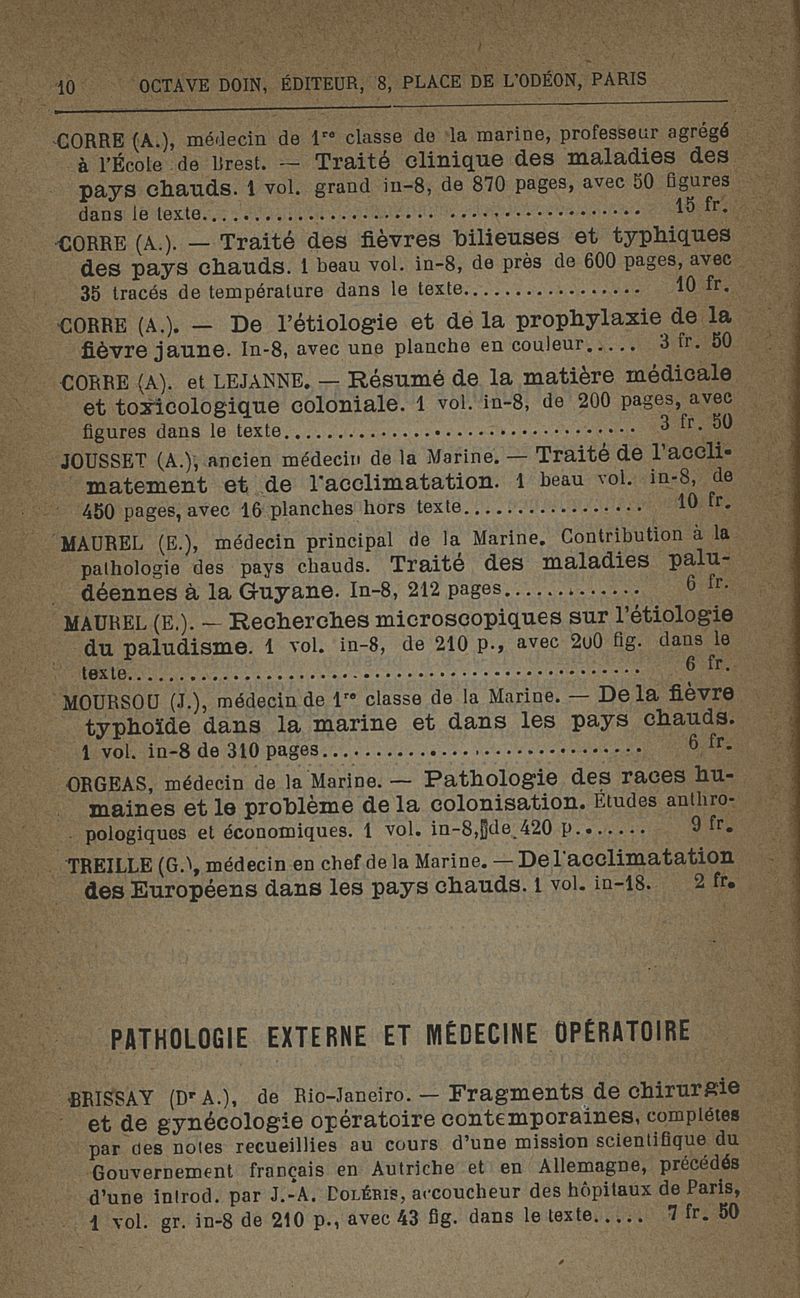 10 OCTAVE DOIN, ÉDITEUR, 8, PLACE DE L'ODÉON, PARIS
CORRE (A.), médecin de 1re classe de la marine, professeur agrégé
à l'École de Brest. — Traité clinique des maladies des
pays chauds. 1 vol. grand in-8, de 870 pages, avec 50 figures
dans le texte........................................ 15 fr.
CORRE (A.). — Traité des fièvres bilieuses et typhiques
des pays chauds. 1 beau vol. in-8, de près de 600 pages, avec
35 tracés de température dans le texte................. 10 fr.
CORRE (A.). — De l'étiologie et de la prophylaxie de la
fièvre jaune. In-8, avec une planche en couleur..... 3 fr. 50
CORRE (A). et LEJANNE. — Résumé de la matière médicale
et toxicologique coloniale. 1 vol. in-8, de 200 pages, avec
figures dans le texte.................................. 3 fr. 50
JOUSSET (A.), ancien médecin de la Marine. — Traité de l'accli-
matement et de l'acclimatation. 1 beau vol. in-8, de
450 pages, avec 16 planches hors texte................. 10 fr.
MAUREL (E.), médecin principal de la Marine. Contribution à la
pathologie des pays chauds. Traité des maladies palu-
déennes à la Guyane. In-8, 212 pages............. 6 fr.
MAUREL (E.). — Recherches microscopiques sur l'étiologie
du paludisme. 1 vol. in-8, de 210 p., avec 200 fig. dans le
texte................................................ 6 fr.
MOURSOU (J.), médecin de 1re classe de la Marine. — De la fièvre
typhoïde dans la marine et dans les pays chauds.
1 vol. in-8 de 310 pages.............................. 6 fr.
ORGEAS, médecin de la Marine. — Pathologie des races hu-
maines et le problème de la colonisation. Études anthro-
pologiques et économiques. 1 vol. in-8, de 420 p....... 9 fr.
TREILLE (G.), médecin en chef de la Marine. — De l'acclimatation
des Européens dans les pays chauds. 1 vol. in-18. 2 fr.
PATHOLOGIE EXTERNE ET MÉDECINE OPÉRATOIRE
BRISSAY (Dr A.), de Rio-Janeiro. — Fragments de chirurgie
et de gynécologie opératoire contemporaines, complétés
par des notes recueillies au cours d'une mission scientifique du
Gouvernement français en Autriche et en Allemagne, précédés
d'une introd. par J.-A. DOLÉRIS, accoucheur des hôpitaux de Paris,
1 vol. gr. in-8 de 210 p., avec 43 fig. dans le texte..... 7 fr. 50